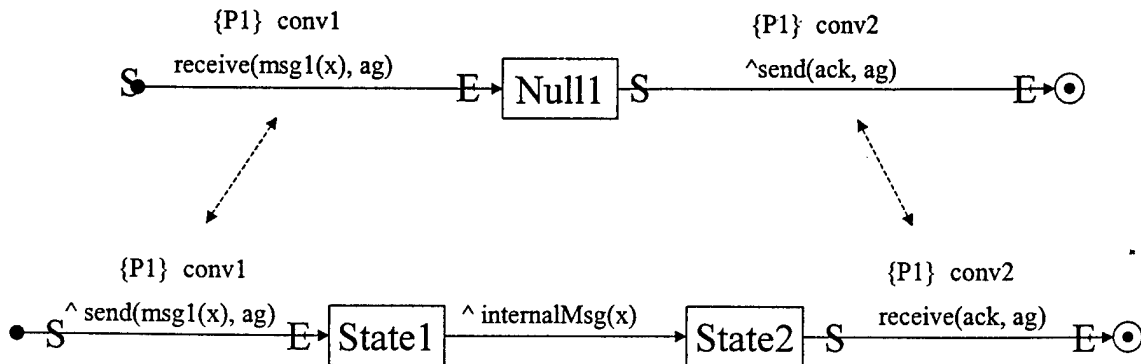 {P1} conv1 {P1} conv2
receive(msg1(x), ag) ^send(ack, ag)
S E Null1 S E
{P1} conv1 {P1} conv2
^ send(msg1(x), ag) ^ internalMsg(x) receive(ack, ag)
S E State1 State2 S E